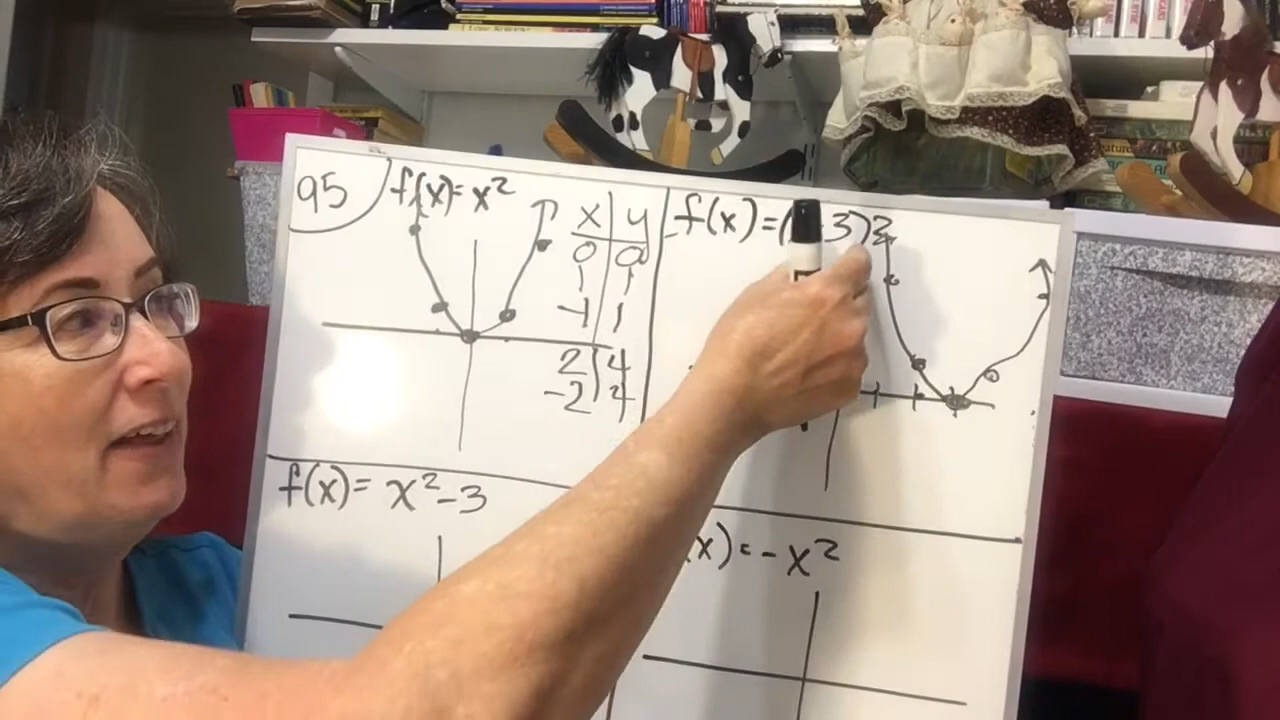 95) f(x)= x²
x | y
0 | 0
1 | 1
-1 | 1
2 | 4
-2 | 4
f(x)=( 3)²
f(x)= x²-3
(x)=-x²